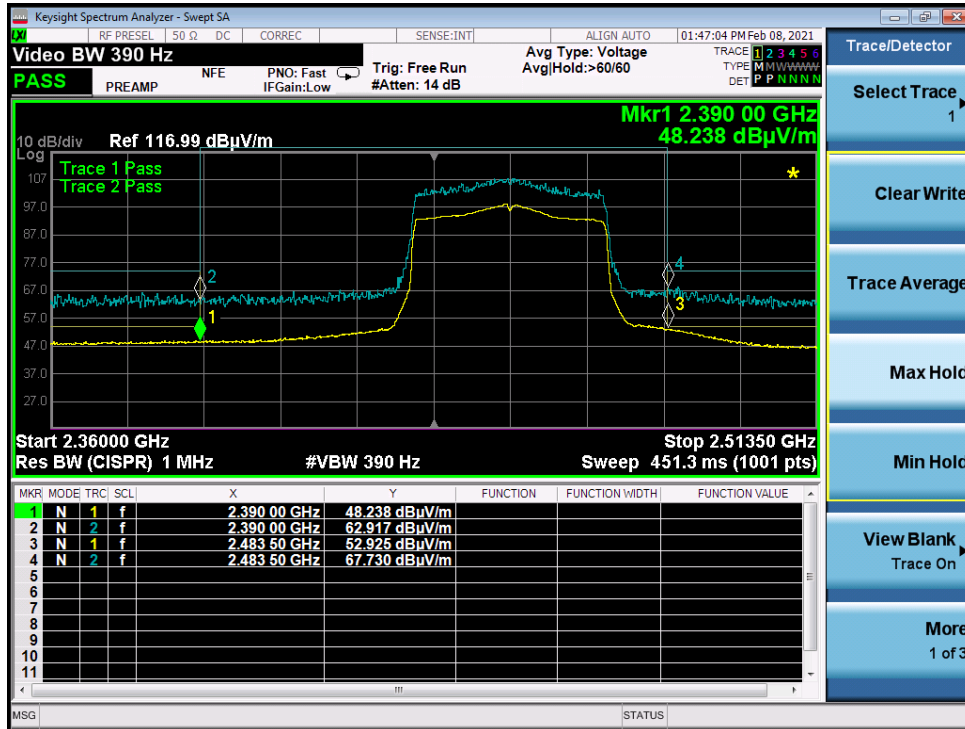 Keysight Spectrum Analyzer - Swept SA
LXI RF PRESEL 50 Ω DC CORREC SENSE:INT ALIGN AUTO 01:47:04 PM Feb 08, 2021
Video BW 390 Hz
PASS
PREAMP
NFE
PNO: Fast
IFGain:Low
Trig: Free Run
#Atten: 14 dB
Avg Type: Voltage
Avg|Hold:>60/60
TRACE 1 2 3 4 5 6
TYPE M M W W W W
DET P P N N N N
Mkr1 2.390 00 GHz
48.238 dBµV/m
10 dB/div
Log
Ref 116.99 dBµV/m
Trace 1 Pass
Trace 2 Pass
*
107
97.0
87.0
77.0
67.0
57.0
47.0
37.0
27.0
2
1
4
3
Start 2.36000 GHz
Stop 2.51350 GHz
Res BW (CISPR) 1 MHz
#VBW 390 Hz
Sweep 451.3 ms (1001 pts)
MKR MODE TRC SCL X Y FUNCTION FUNCTION WIDTH FUNCTION VALUE
1 N 1 f 2.390 00 GHz 48.238 dBµV/m
2 N 2 f 2.390 00 GHz 62.917 dBµV/m
3 N 1 f 2.483 50 GHz 52.925 dBµV/m
4 N 2 f 2.483 50 GHz 67.730 dBµV/m
5
6
7
8
9
10
11
MSG
STATUS
Trace/Detector
Select Trace
1
Clear Write
Trace Average
Max Hold
Min Hold
View Blank
Trace On
More
1 of 3